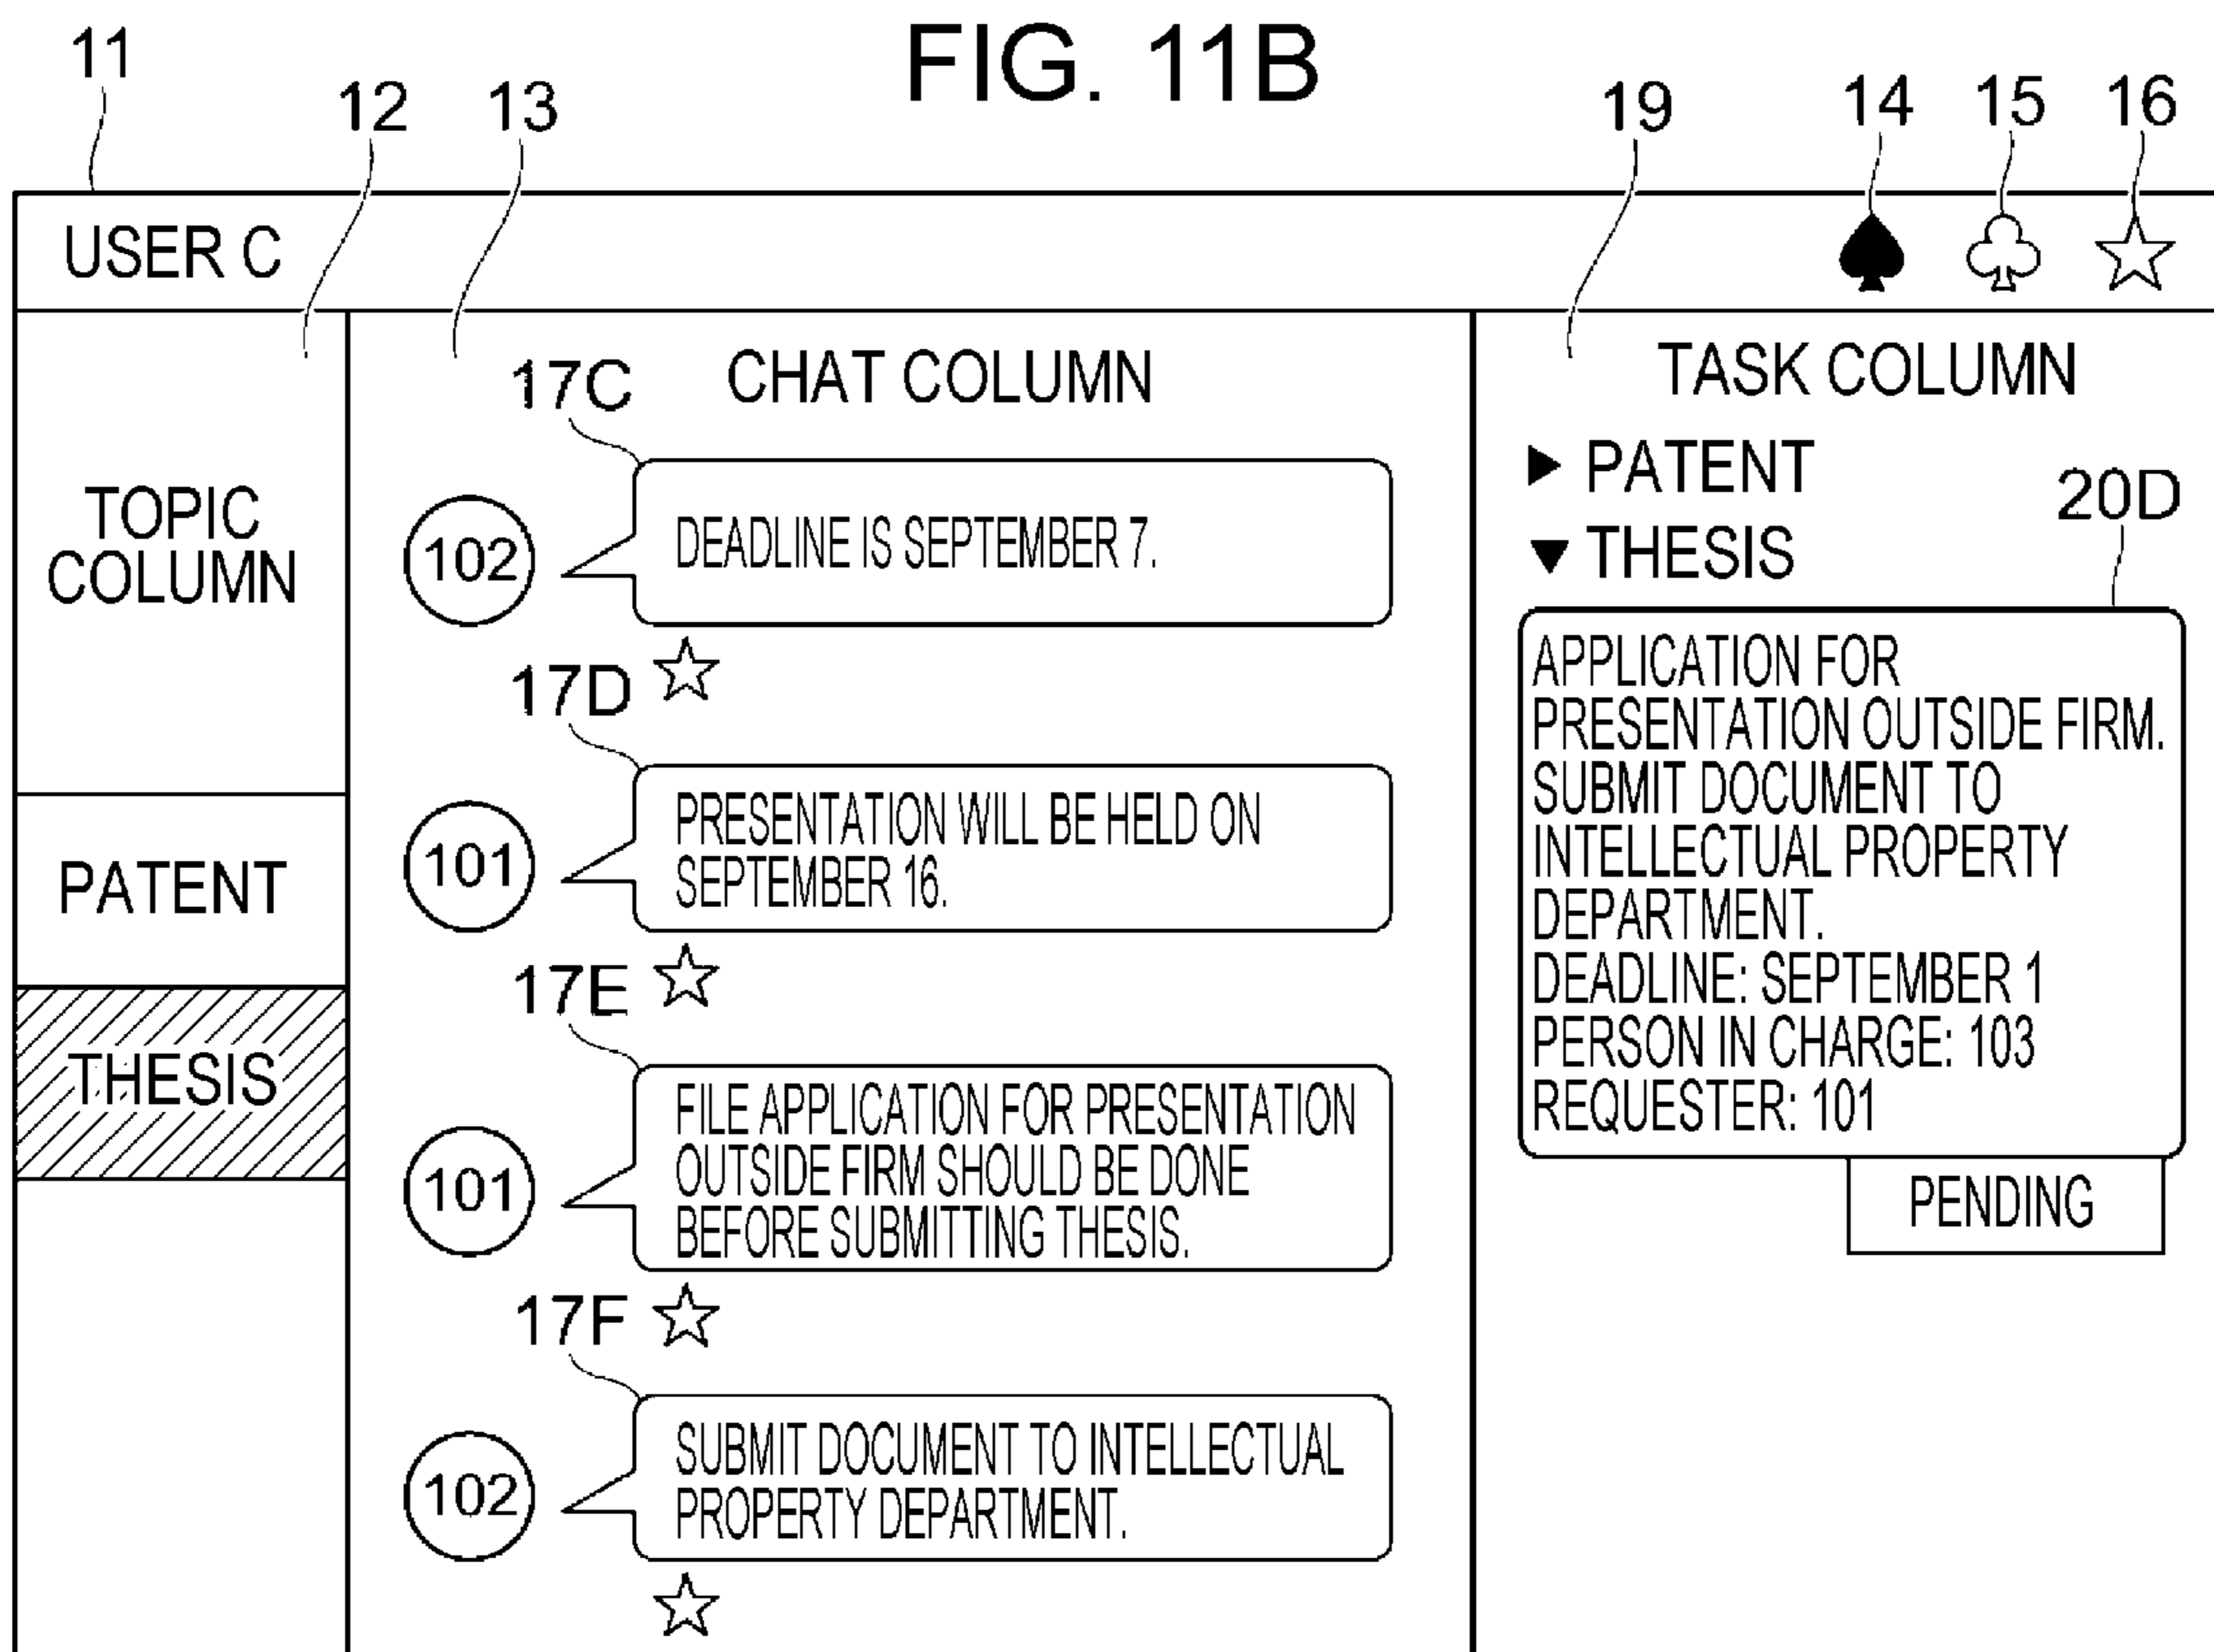 FIG. 11B
11
12
13
19
14
15
16
USER C
TOPIC
COLUMN
PATENT
THESIS
CHAT COLUMN
17C
102
DEADLINE IS SEPTEMBER 7.
17D
101
PRESENTATION WILL BE HELD ON
SEPTEMBER 16.
17E
101
FILE APPLICATION FOR PRESENTATION
OUTSIDE FIRM SHOULD BE DONE
BEFORE SUBMITTING THESIS.
17F
102
SUBMIT DOCUMENT TO INTELLECTUAL
PROPERTY DEPARTMENT.
TASK COLUMN
▶ PATENT
▼ THESIS
20D
APPLICATION FOR
PRESENTATION OUTSIDE FIRM.
SUBMIT DOCUMENT TO
INTELLECTUAL PROPERTY
DEPARTMENT.
DEADLINE: SEPTEMBER 1
PERSON IN CHARGE: 103
REQUESTER: 101
PENDING